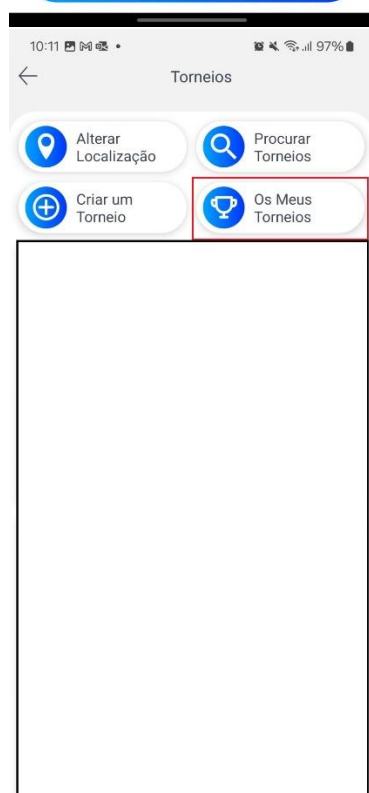 10:11
97%
Torneios
Alterar
Localização
Procurar
Torneios
Criar um
Torneio
Os Meus
Torneios